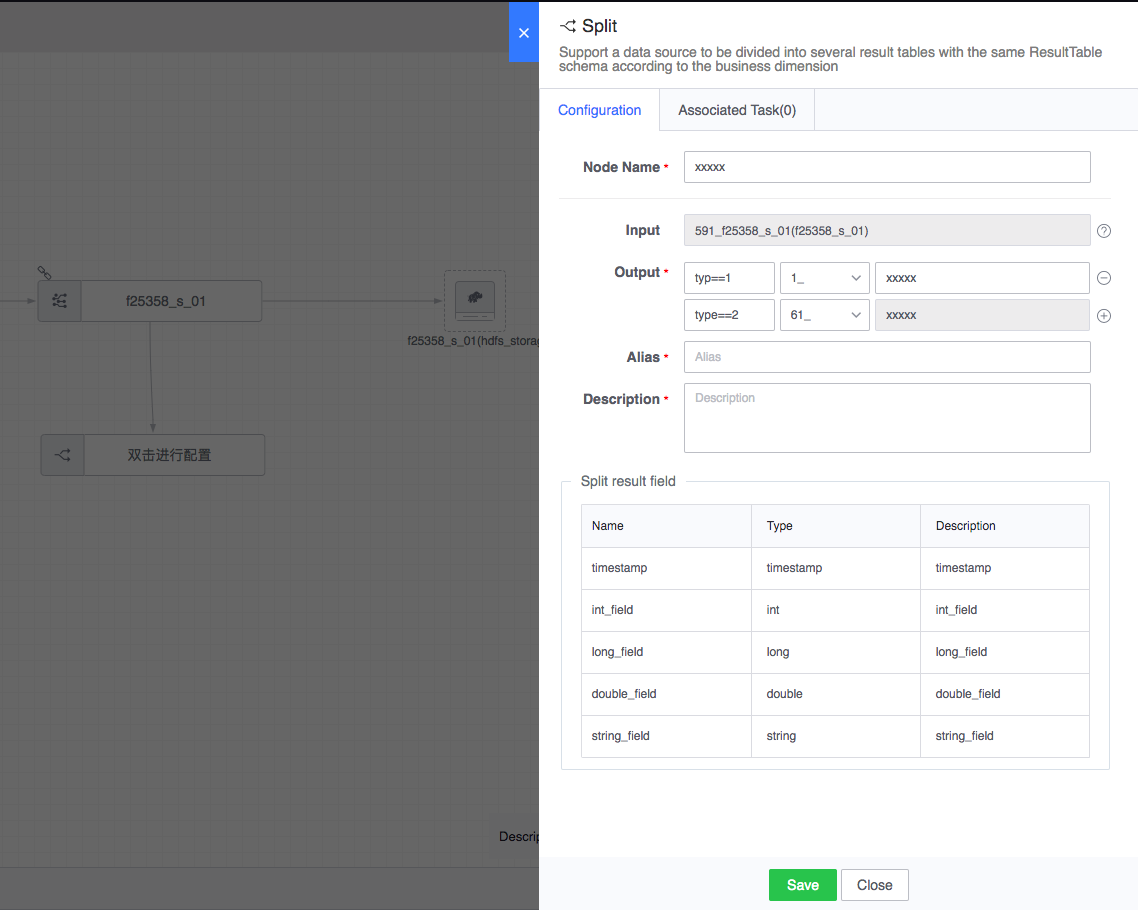 Split
Support a data source to be divided into several result tables with the same ResultTable
schema according to the business dimension
Configuration
Associated Task(0)
Node Name *
xxxxx
Input
591_f25358_s_01(f25358_s_01)
Output *
typ==1
1_
xxxxx
type==2
61_
xxxxx
Alias *
Alias
Description *
Description
Split result field
Name Type Description
timestamp timestamp timestamp
int_field int int_field
long_field long long_field
double_field double double_field
string_field string string_field
Save
Close
f25358_s_01
f25358_s_01(hdfs_storag
双击进行配置
Descrip